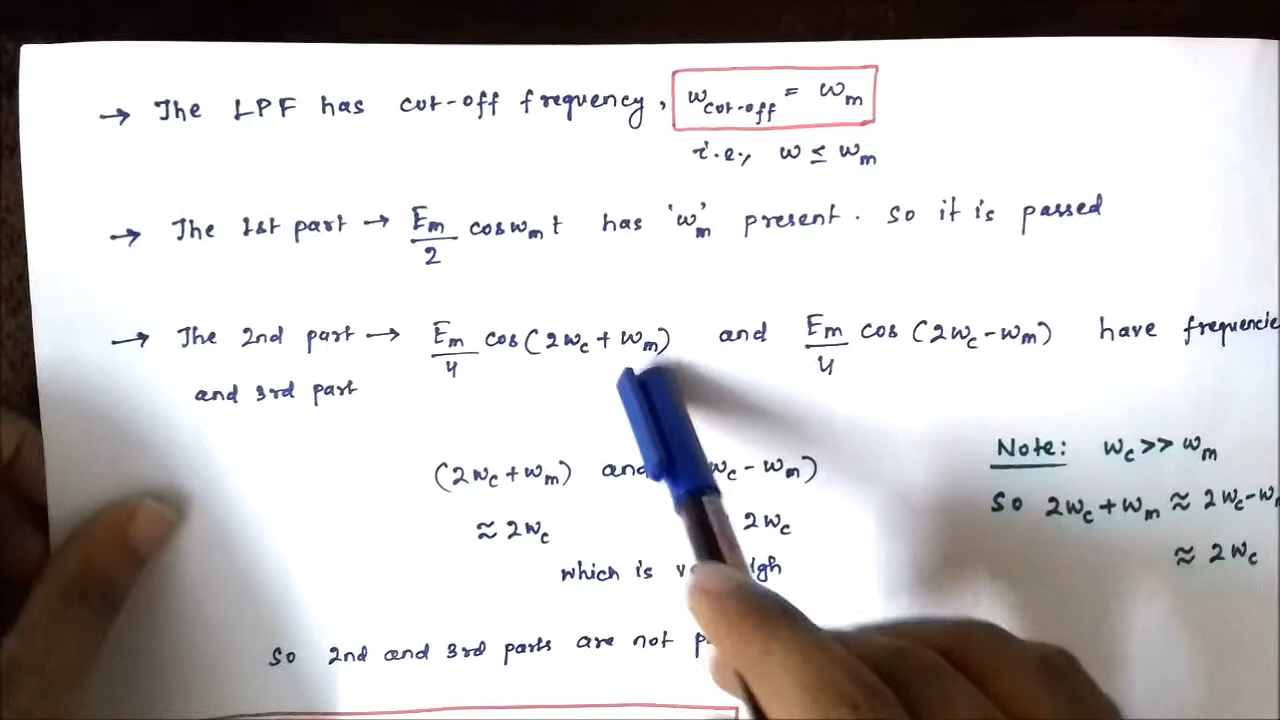 → The LPF has cut-off frequency, ω_cut-off = ω_m
i.e., ω ≤ ω_m
→ The 1st part → E_m/2 cos ω_m t has 'ω_m' present. So it is passed
→ The 2nd part → E_m/4 cos(2ω_c + ω_m) and E_m/4 cos(2ω_c - ω_m) have
and 3rd part
Note: ω_c >> ω_m
(2ω_c + ω_m) and ω_c - ω_m)
So 2ω_c + ω_m ≈ 2ω_c -
≈ 2ω_c 2ω_c
≈ 2ω_c
which is
So 2nd and 3rd parts are not